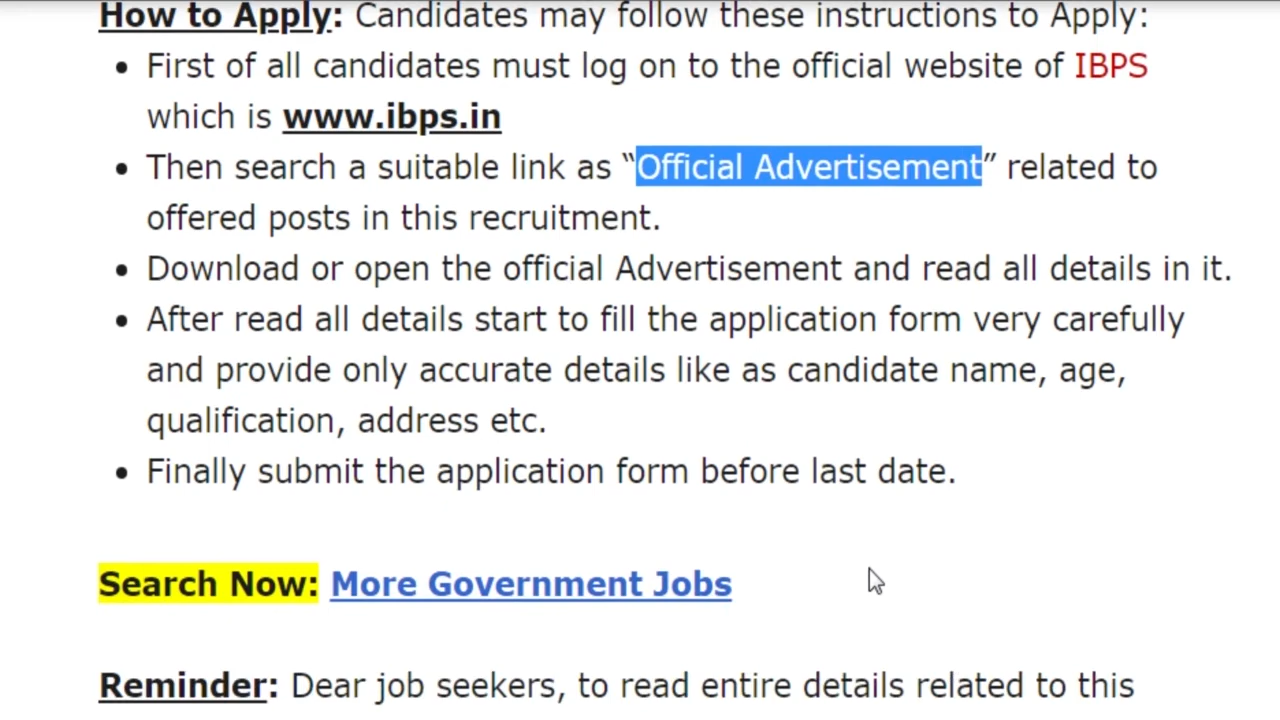 How to Apply: Candidates may follow these instructions to Apply:
• First of all candidates must log on to the official website of IBPS
which is www.ibps.in
• Then search a suitable link as “Official Advertisement” related to
offered posts in this recruitment.
• Download or open the official Advertisement and read all details in it.
• After read all details start to fill the application form very carefully
and provide only accurate details like as candidate name, age,
qualification, address etc.
• Finally submit the application form before last date.
Search Now: More Government Jobs
Reminder: Dear job seekers, to read entire details related to this